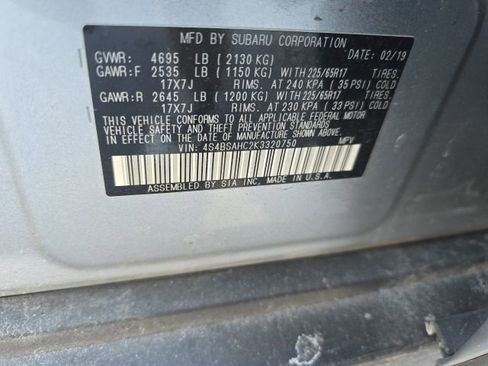 MFD BY SUBARU CORPORATION DATE: 02/19
GVWR: 4695 LB (2130 KG)
GAWR:F 2535 LB (1150 KG) WITH 225/65R17 TIRES.
17X7J RIMS. AT 240 KPA (35 PSI) COLD
GAWR:R 2645 LB (1200 KG) WITH 225/65R17 TIRES.
17X7J RIMS. AT 230 KPA (33 PSI) COLD
THIS VEHICLE CONFORMS TO ALL APPLICABLE FEDERAL MOTOR
VEHICLE SAFETY AND THEFT PREVENTION STANDARDS
IN EFFECT ON THE DATE OF MANUFACTURE SHOWN ABOVE.
VIN: 4S4BSAHC2K3320750 MPV
ASSEMBLED BY SIA INC. MADE IN U.S.A.